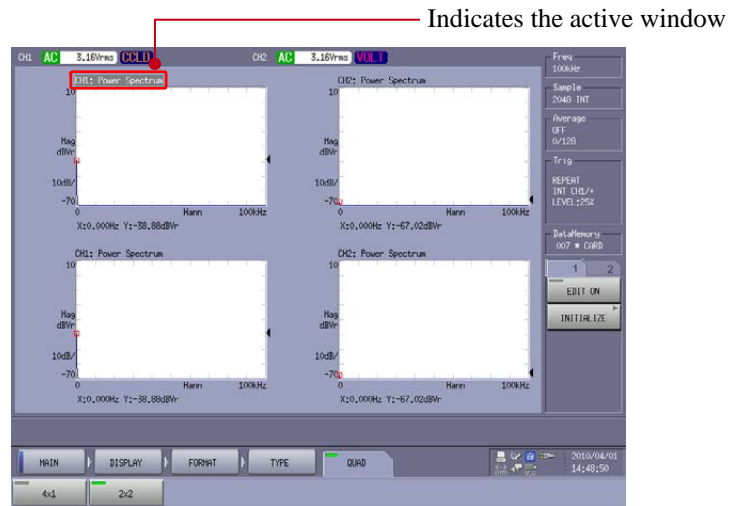 Indicates the active window
CH1 AC 3.16Vrms CCLD CH2 AC 3.16Vrms VOLT
Freq
100kHz
Sample
2048 INT
Average
OFF
0/128
Trig
REPEAT
INT CH1/+
LEVEL:25%
DataMemory
007 ■ CARD
1 2
EDIT ON
INITIALIZE
CH1: Power Spectrum
10
Mag
dBVr
10dB/
-70
0 Hann 100kHz
X:0.000Hz Y:-38.88dBVr
CH2: Power Spectrum
10
Mag
dBVr
10dB/
-70
0 Hann 100kHz
X:0.000Hz Y:-67.02dBVr
CH1: Power Spectrum
10
Mag
dBVr
10dB/
-70
0 Hann 100kHz
X:0.000Hz Y:-38.88dBVr
CH2: Power Spectrum
10
Mag
dBVr
10dB/
-70
0 Hann 100kHz
X:0.000Hz Y:-67.02dBVr
MAIN DISPLAY FORMAT TYPE QUAD
2010/04/01
14:48:50
4x1 2x2